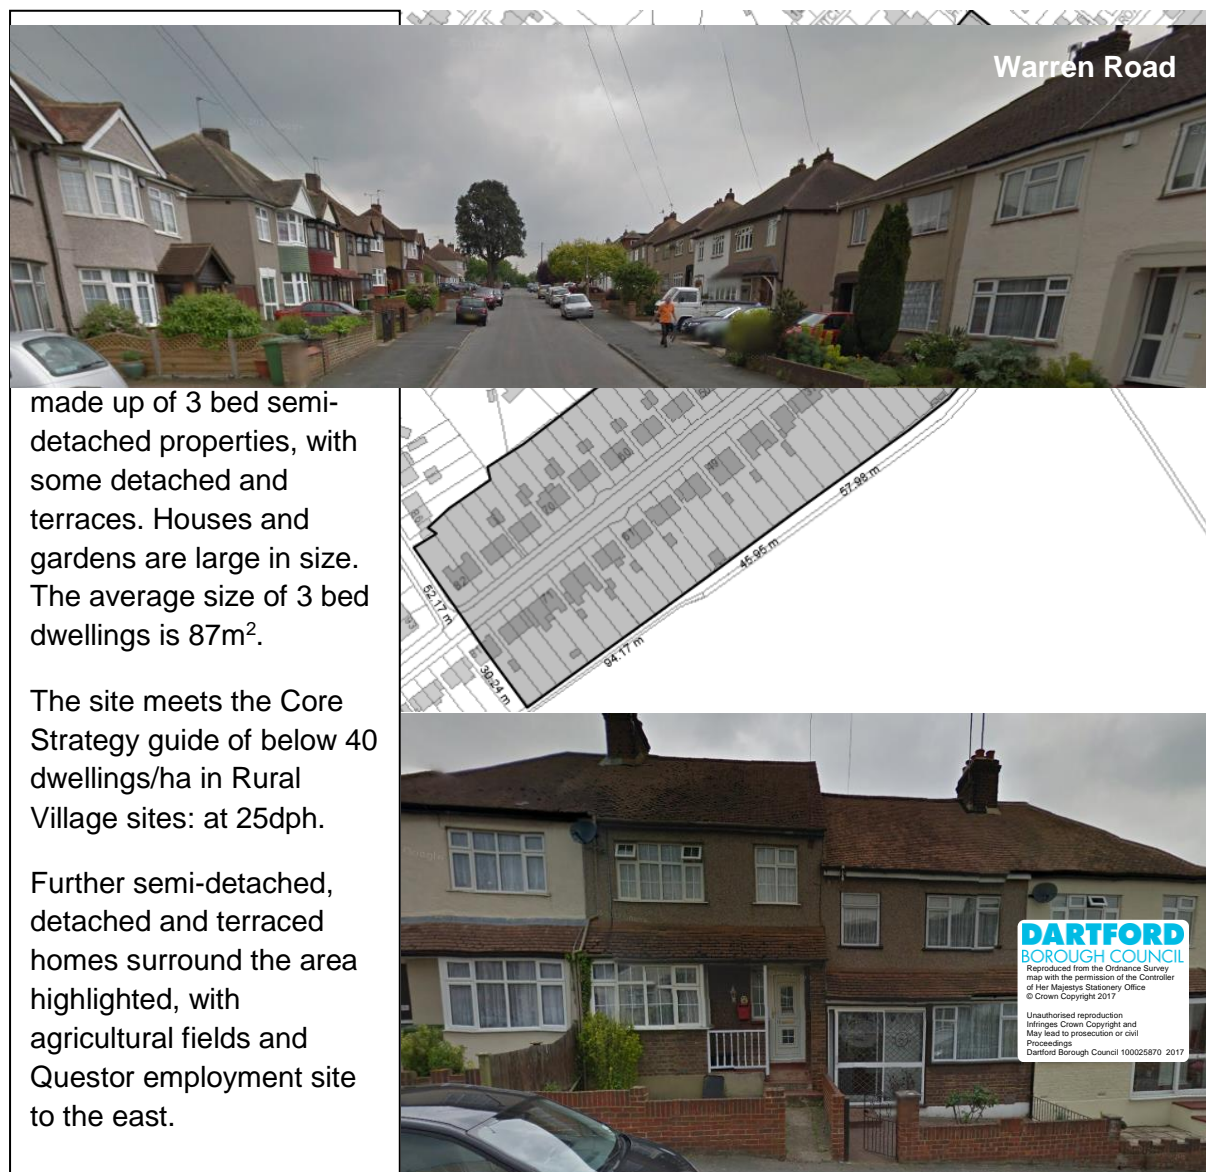 Warren Road
made up of 3 bed semi-
detached properties, with
some detached and
terraces. Houses and
gardens are large in size.
The average size of 3 bed
dwellings is 87m².
The site meets the Core
Strategy guide of below 40
dwellings/ha in Rural
Village sites: at 25dph.
Further semi-detached,
detached and terraced
homes surround the area
highlighted, with
agricultural fields and
Questor employment site
to the east.
57.98 m
45.95 m
94.17 m
52.17 m
30.24 m
DARTFORD
BOROUGH COUNCIL
Reproduced from the Ordnance Survey
map with the permission of the Controller
of Her Majestys Stationery Office
© Crown Copyright 2017
Unauthorised reproduction
Infringes Crown Copyright and
May lead to prosecution or civil
Proceedings
Dartford Borough Council 100025870 2017